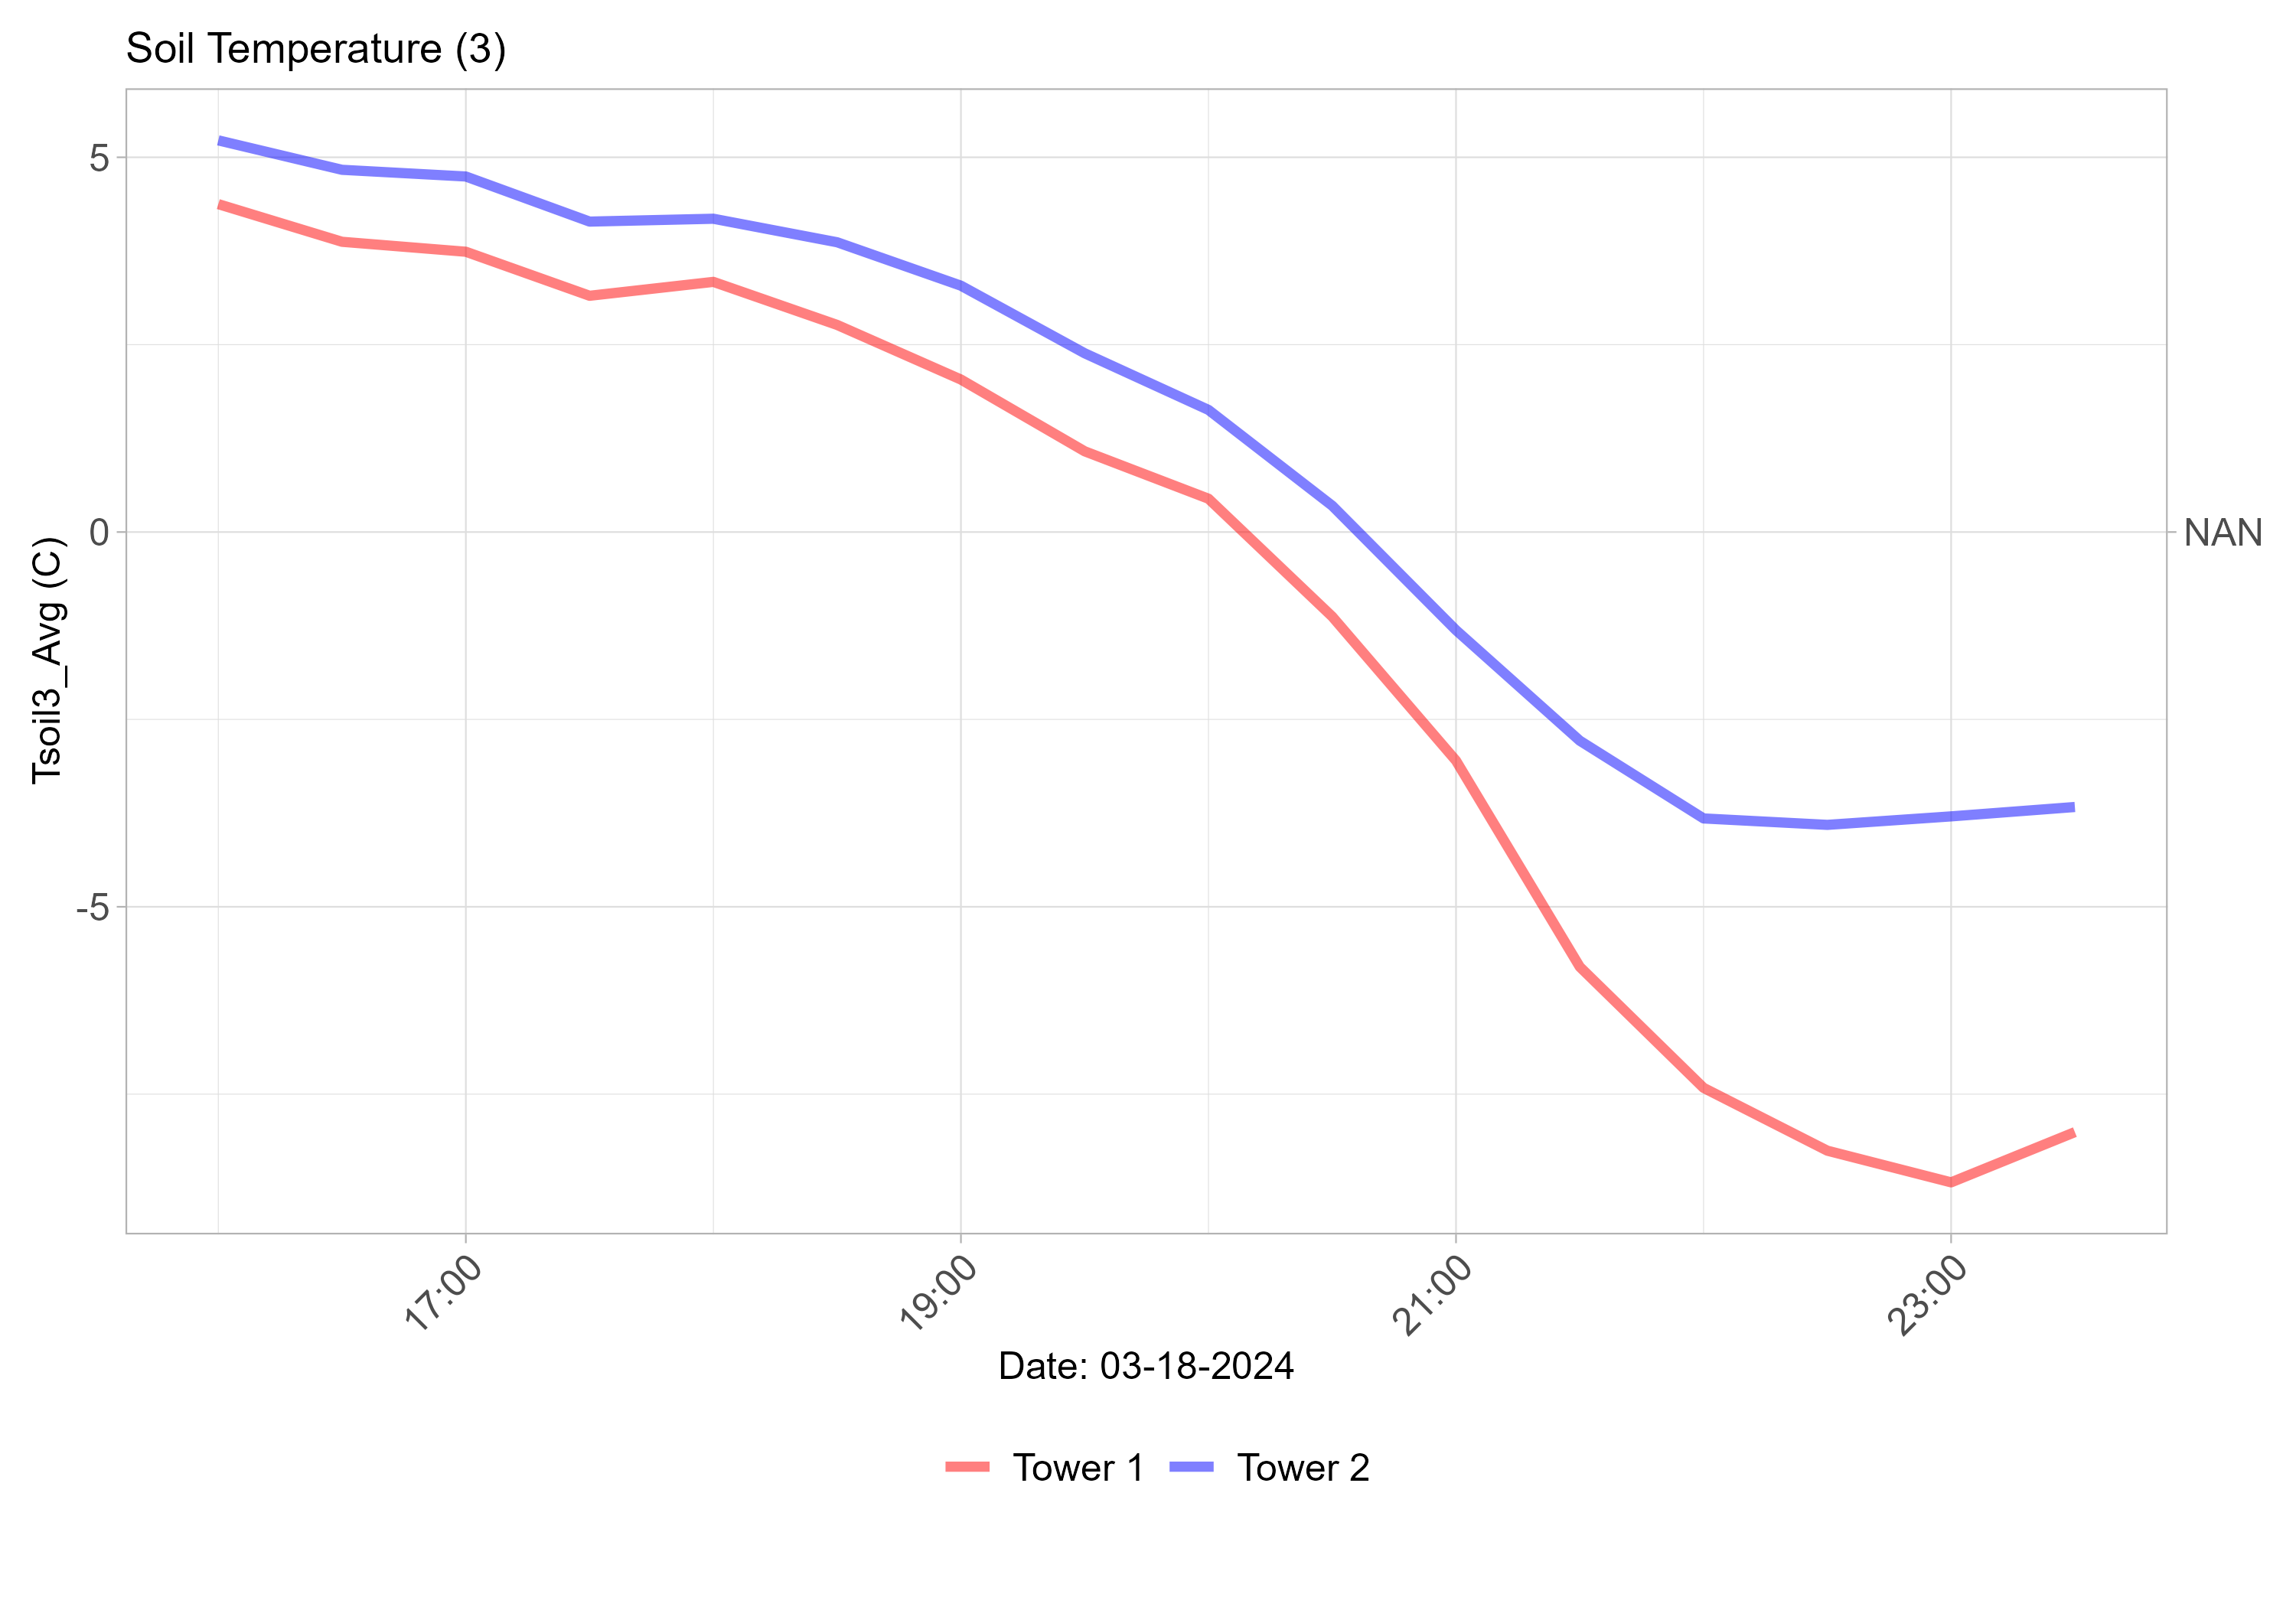 Soil Temperature (3)
Tsoil3_Avg (C)
5
0
-5
NAN
17:00
19:00
21:00
23:00
Date: 03-18-2024
Tower 1
Tower 2